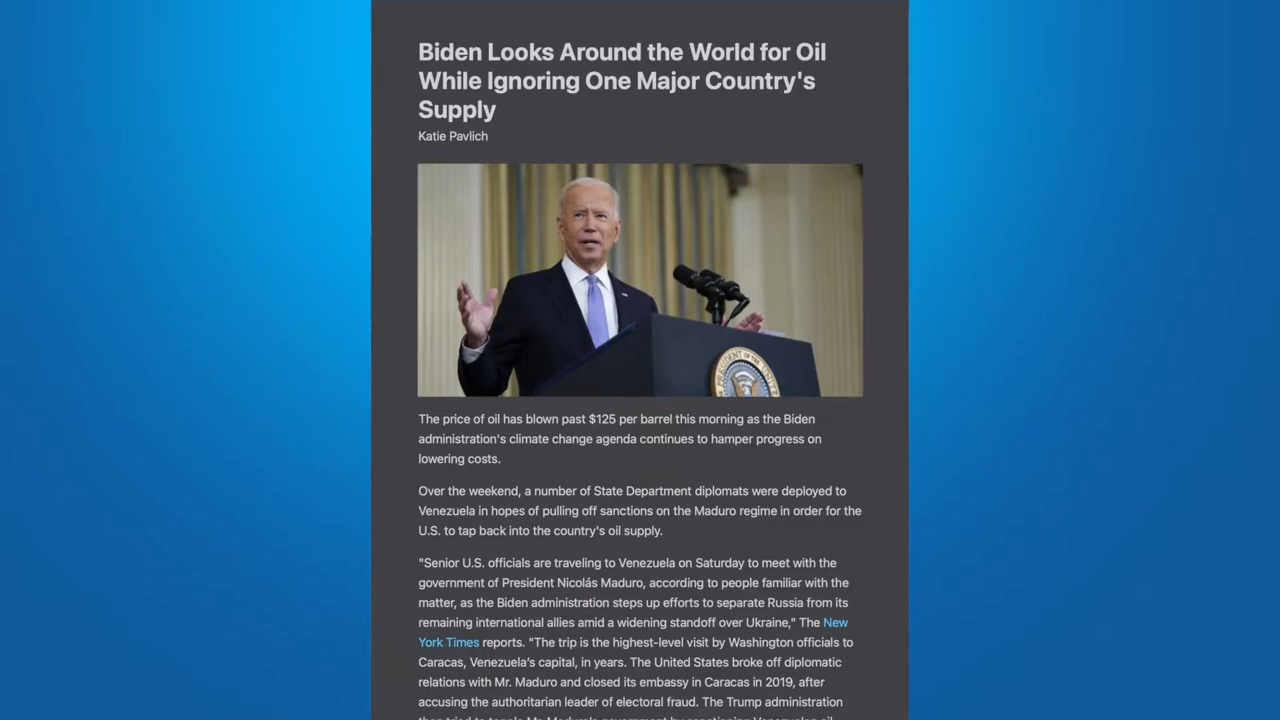 Biden Looks Around the World for Oil
While Ignoring One Major Country's
Supply
Katie Pavlich
PRESIDENT OF THE
The price of oil has blown past $125 per barrel this morning as the Biden
administration's climate change agenda continues to hamper progress on
lowering costs.
Over the weekend, a number of State Department diplomats were deployed to
Venezuela in hopes of pulling off sanctions on the Maduro regime in order for the
U.S. to tap back into the country's oil supply.
"Senior U.S. officials are traveling to Venezuela on Saturday to meet with the
government of President Nicolás Maduro, according to people familiar with the
matter, as the Biden administration steps up efforts to separate Russia from its
remaining international allies amid a widening standoff over Ukraine," The New
York Times reports. "The trip is the highest-level visit by Washington officials to
Caracas, Venezuela's capital, in years. The United States broke off diplomatic
relations with Mr. Maduro and closed its embassy in Caracas in 2019, after
accusing the authoritarian leader of electoral fraud. The Trump administration